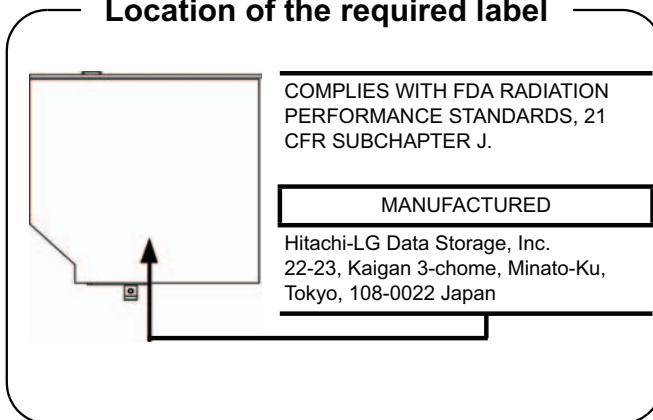 Location of the required label
COMPLIES WITH FDA RADIATION
PERFORMANCE STANDARDS, 21
CFR SUBCHAPTER J.
MANUFACTURED
Hitachi-LG Data Storage, Inc.
22-23, Kaigan 3-chome, Minato-Ku,
Tokyo, 108-0022 Japan